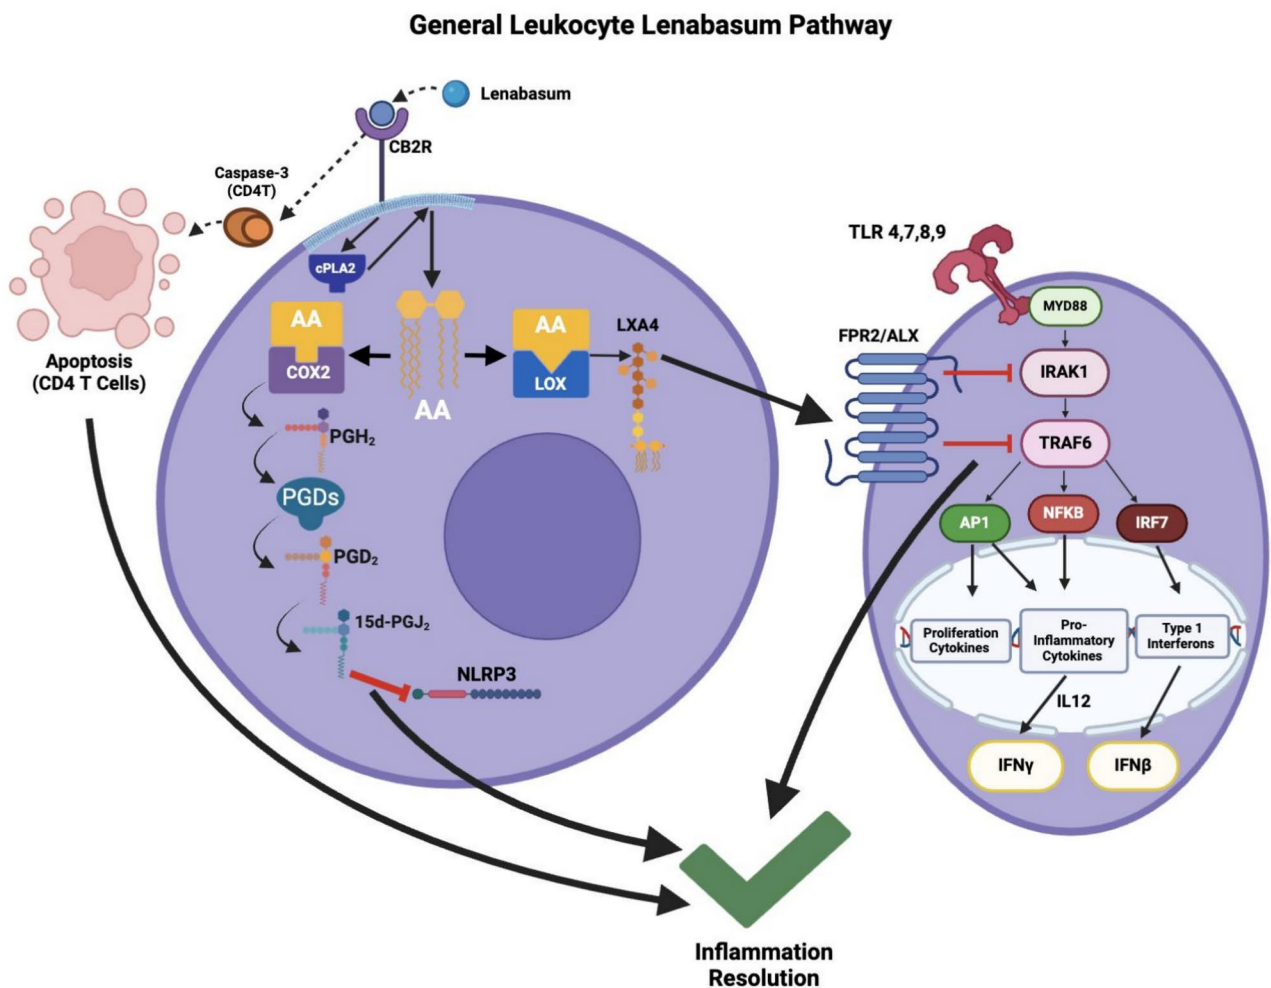 General Leukocyte Lenabasum Pathway
Lenabasum
CB2R
Caspase-3
(CD4T)
cPLA2
Apoptosis
(CD4 T Cells)
AA
COX2
AA
AA
LOX
LXA4
PGH₂
PGDs
PGD₂
15d-PGJ₂
NLRP3
TLR 4,7,8,9
MYD88
FPR2/ALX
IRAK1
TRAF6
AP1
NFKB
IRF7
Proliferation
Cytokines
Pro-
Inflammatory
Cytokines
Type 1
Interferons
IL12
IFNγ
IFNβ
Inflammation
Resolution